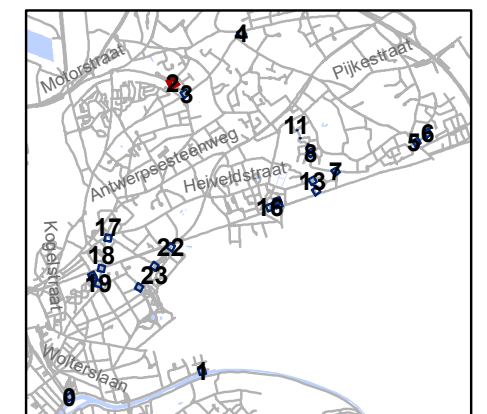 4
Motorstraat
Pijkestraat
2
3
11
6
5
Antwerpsesteenweg
8
Heiveldstraat
7
13
16
17
22
Kogelstraat
18
23
19
Wolterslaan
1
0